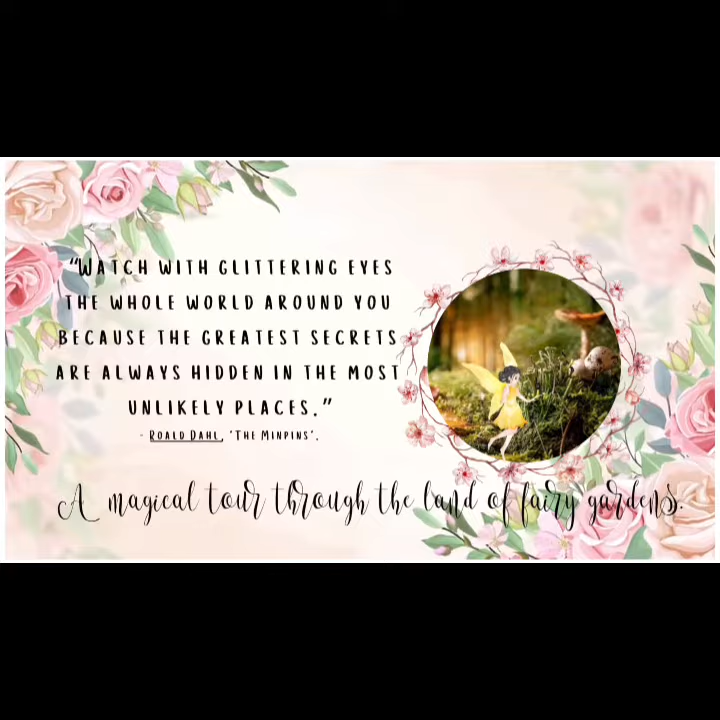 “WATCH WITH GLITTERING EYES
THE WHOLE WORLD AROUND YOU
BECAUSE THE GREATEST SECRETS
ARE ALWAYS HIDDEN IN THE MOST
UNLIKELY PLACES.”
- ROALD DAHL, 'THE MINPINS'.
A magical tour through the land of fairy gardens.